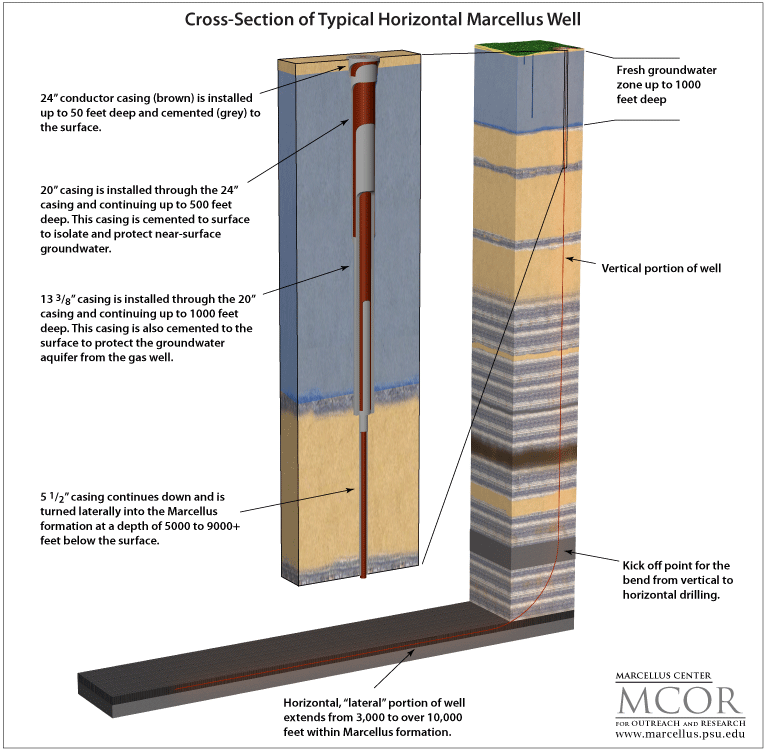 Cross-Section of Typical Horizontal Marcellus Well
24” conductor casing (brown) is installed
up to 50 feet deep and cemented (grey) to
the surface.
20” casing is installed through the 24”
casing and continuing up to 500 feet
deep. This casing is cemented to surface
to isolate and protect near-surface
groundwater.
13 3/8” casing is installed through the 20”
casing and continuing up to 1000 feet
deep. This casing is also cemented to the
surface to protect the groundwater
aquifer from the gas well.
5 1/2” casing continues down and is
turned laterally into the Marcellus
formation at a depth of 5000 to 9000+
feet below the surface.
Fresh groundwater
zone up to 1000
feet deep
Vertical portion of well
Kick off point for the
bend from vertical to
horizontal drilling.
Horizontal, “lateral” portion of well
extends from 3,000 to over 10,000
feet within Marcellus formation.
MARCELLUS CENTER
MCOR
FOR OUTREACH AND RESEARCH
www.marcellus.psu.edu